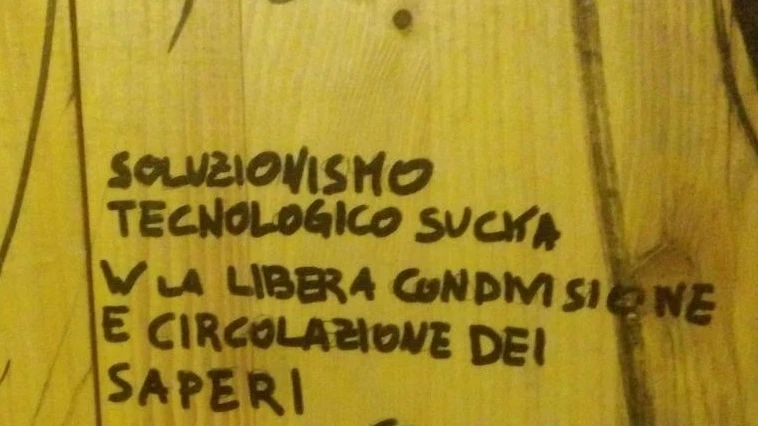 SOLUZIONISMO
TECNOLOGICO SUCKA
W LA LIBERA CONDIVISIONE
E CIRCOLAZIONE DEI
SAPERI